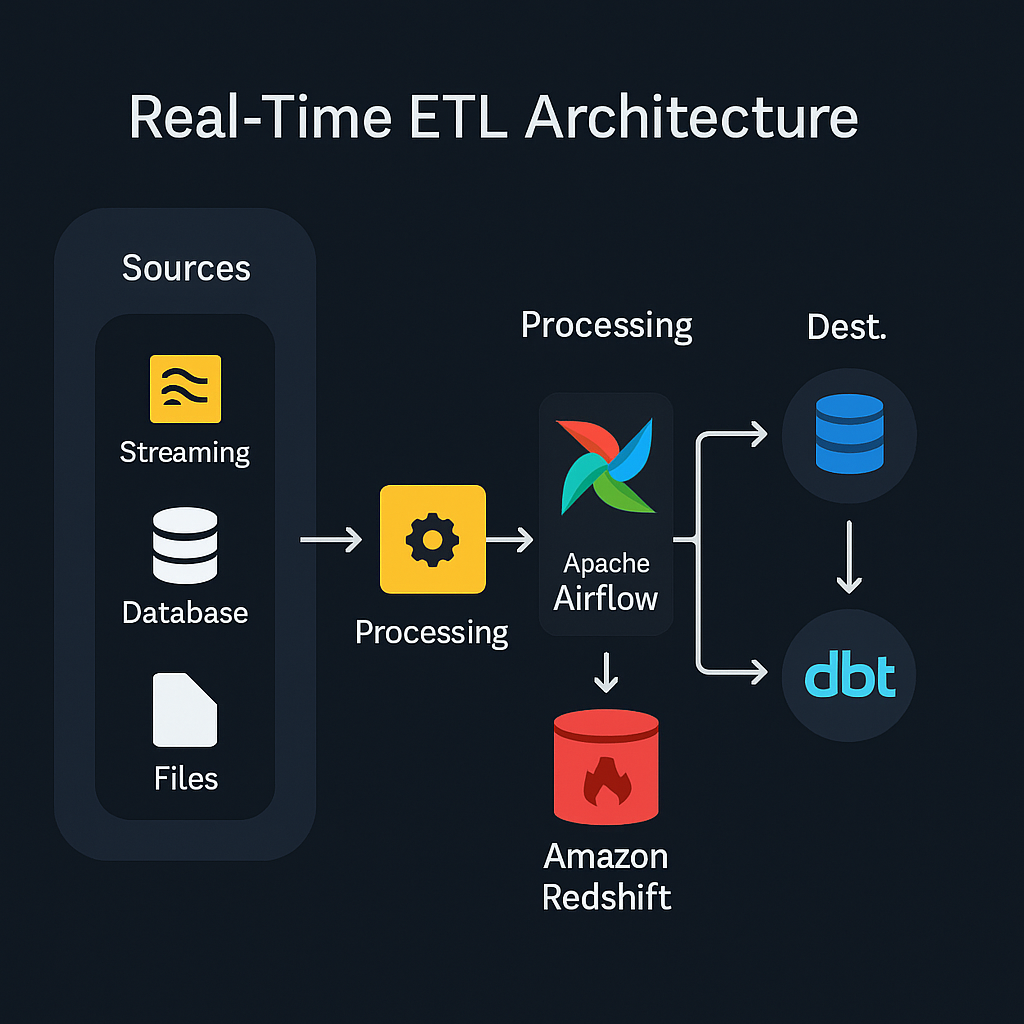 Real-Time ETL Architecture
Sources
Streaming
Database
Files
Processing
Processing
Apache
Airflow
Amazon
Redshift
Dest.
dbt